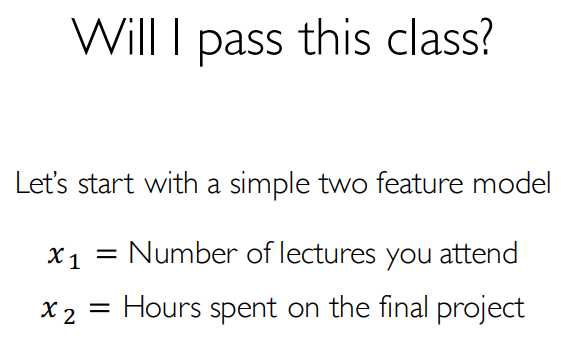 Will I pass this class?
Let's start with a simple two feature model
x₁ = Number of lectures you attend
x₂ = Hours spent on the final project